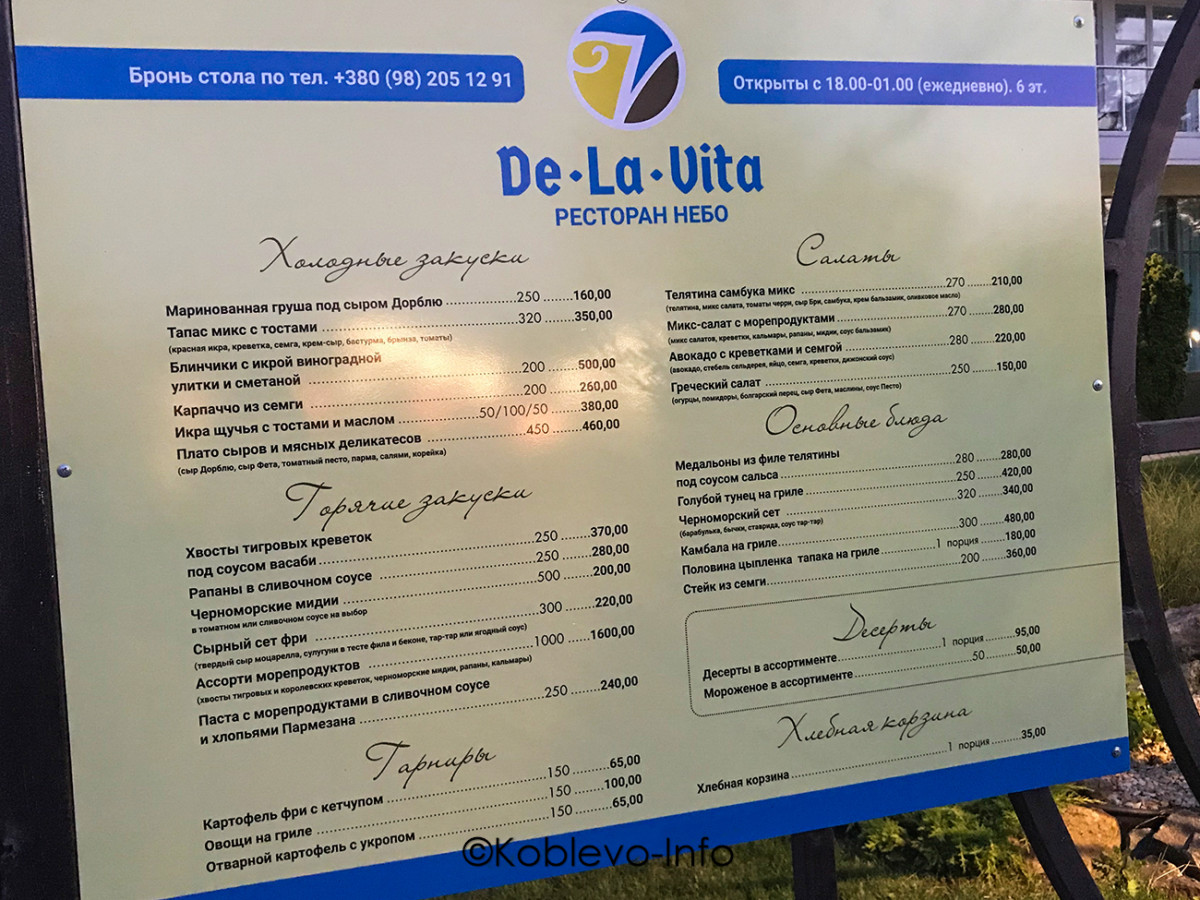 Бронь стола по тел. +380 (98) 205 12 91
Открыты с 18.00-01.00 (ежедневно). 6 эт.
De·La·Vita
РЕСТОРАН НЕБО
Холодные закуски
Маринованная груша под сыром Дорблю ..... 250 ..... 160,00
Тапас микс с тостами ..... 320 ..... 350,00
(красная икра, креветка, семга, крем-сыр, бастурма, брынза, томаты)
Блинчики с икрой виноградной
улитки и сметаной ..... 200 ..... 500,00
Карпаччо из семги ..... 200 ..... 260,00
Икра щучья с тостами и маслом ..... 50/100/50 ..... 380,00
Плато сыров и мясных деликатесов ..... 450 ..... 460,00
(сыр Дорблю, сыр Фета, томатный песто, парма, салями, корейка)
Горячие закуски
Хвосты тигровых креветок
под соусом васаби ..... 250 ..... 370,00
Рапаны в сливочном соусе ..... 250 ..... 280,00
Черноморские мидии ..... 500 ..... 200,00
в томатном или сливочном соусе на выбор
Сырный сет фри ..... 300 ..... 220,00
(твердый сыр моцарелла, сулугуни в тесте фила и беконе, тар-тар или ягодный соус)
Ассорти морепродуктов ..... 1000 ..... 1600,00
(хвосты тигровых и королевских креветок, черноморские мидии, рапаны, кальмары)
Паста с морепродуктами в сливочном соусе
и хлопьями Пармезана ..... 250 ..... 240,00
Гарниры
Картофель фри с кетчупом ..... 150 ..... 65,00
Овощи на гриле ..... 150 ..... 100,00
Отварной картофель с укропом ..... 150 ..... 65,00
Салаты
Телятина самбука микс ..... 270 ..... 210,00
(телятина, микс салата, томаты черри, сыр Бри, самбука, крем бальзамик, оливковое масло)
Микс-салат с морепродуктами ..... 270 ..... 280,00
(микс салатов, креветки, кальмары, рапаны, мидии, соус бальзамик)
Авокадо с креветками и семгой ..... 280 ..... 220,00
(авокадо, стебель сельдерея, яйцо, семга, креветки, дижонский соус)
Греческий салат ..... 250 ..... 150,00
(огурцы, помидоры, болгарский перец, сыр Фета, маслины, соус Песто)
Основные блюда
Медальоны из филе телятины
под соусом сальса ..... 280 ..... 280,00
Голубой тунец на гриле ..... 250 ..... 420,00
Черноморский сет ..... 320 ..... 340,00
(барабулька, бычки, ставрида, соус тар-тар)
Камбала на гриле ..... 300 ..... 480,00
Половина цыпленка тапака на гриле ..... 1 порция ..... 180,00
Стейк из семги ..... 200 ..... 360,00
Десерты
Десерты в ассортименте ..... 1 порция ..... 95,00
Мороженое в ассортименте ..... 50 ..... 50,00
Хлебная корзина
Хлебная корзина ..... 1 порция ..... 35,00
©Koblevo-Info